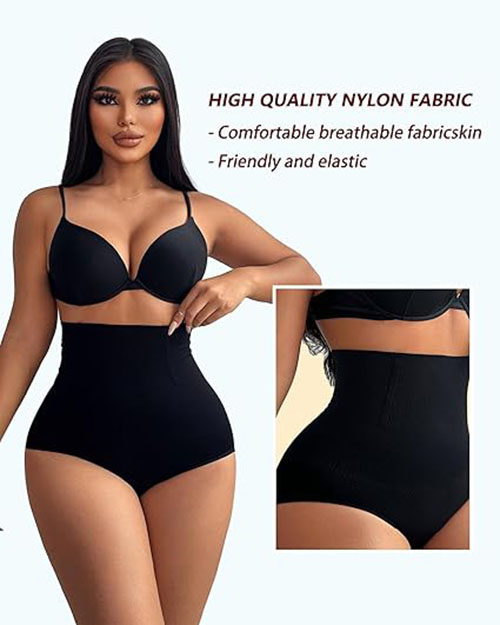 HIGH QUALITY NYLON FABRIC
- Comfortable breathable fabricskin
- Friendly and elastic